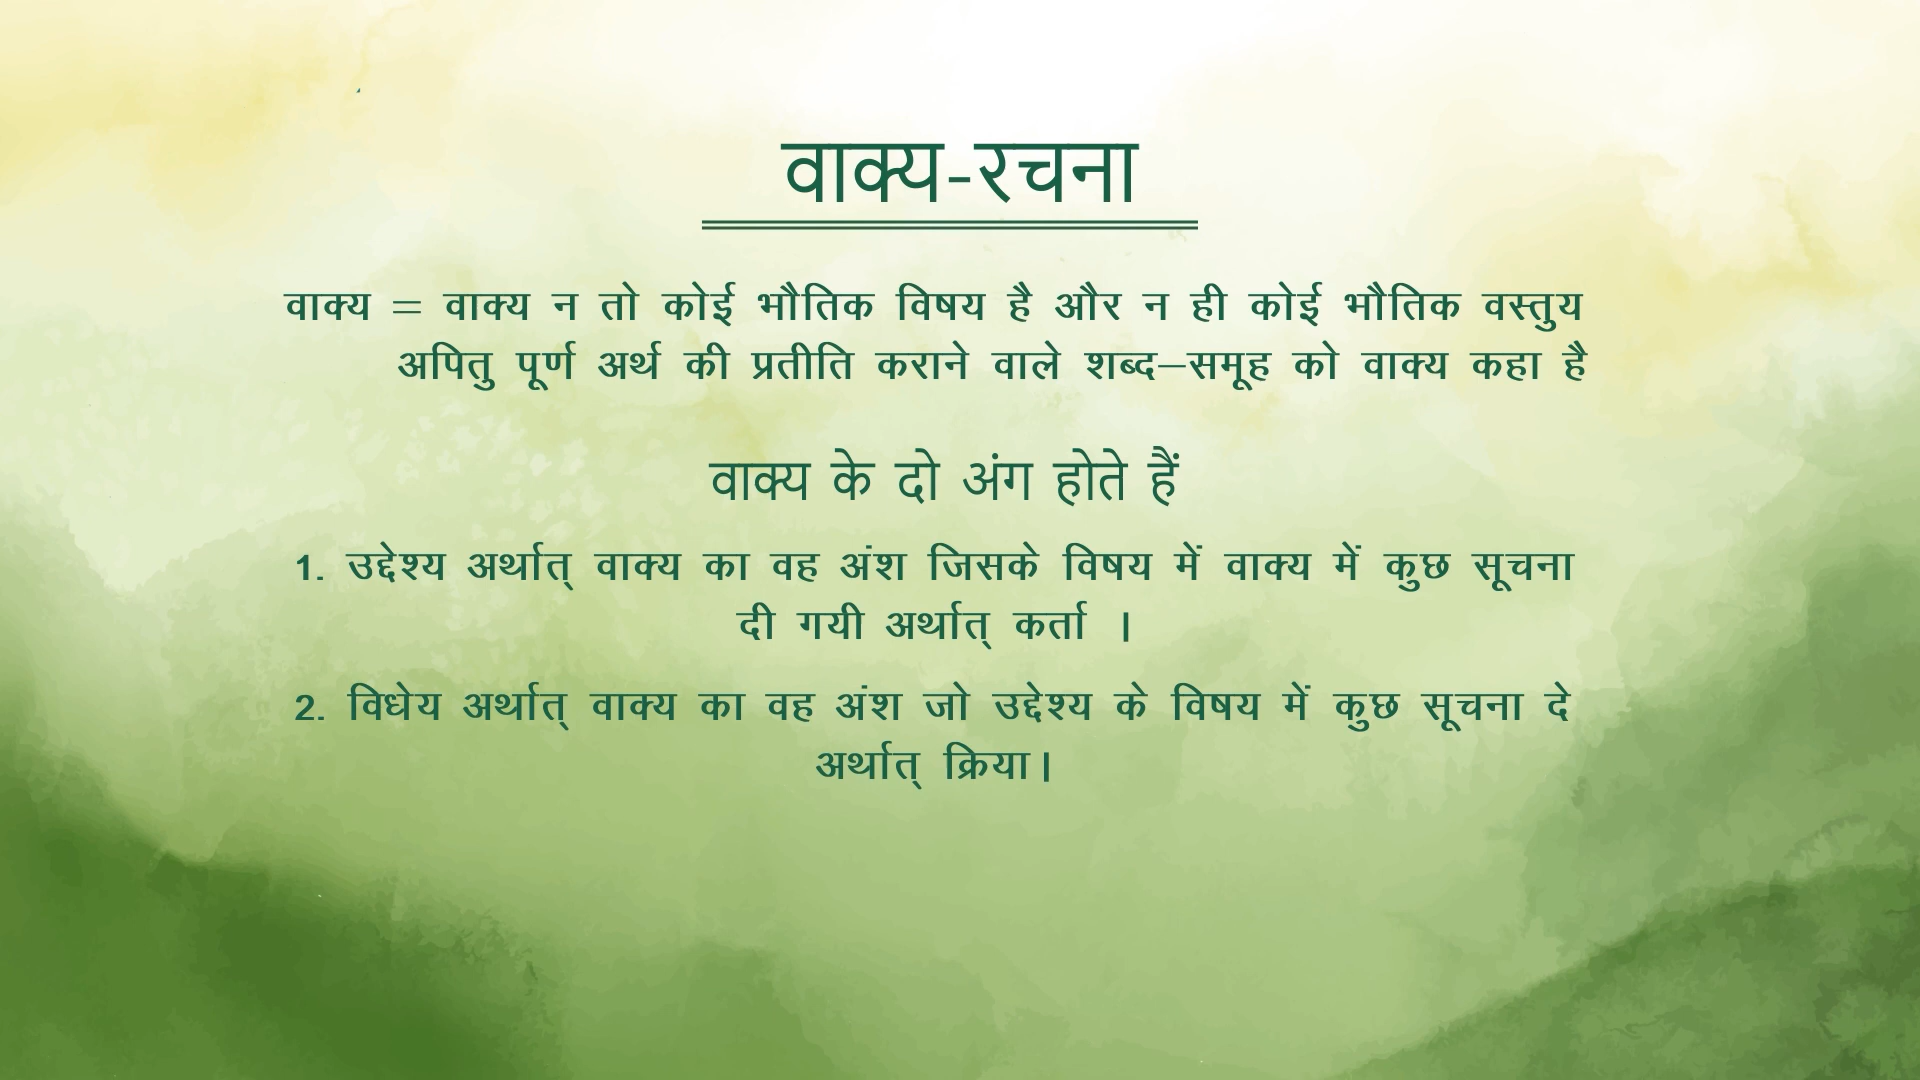 वाक्य-रचना
वाक्य = वाक्य न तो कोई भौतिक विषय है और न ही कोई भौतिक वस्तुय
अपितु पूर्ण अर्थ की प्रतीति कराने वाले शब्द–समूह को वाक्य कहा है
वाक्य के दो अंग होते हैं
1. उद्देश्य अर्थात् वाक्य का वह अंश जिसके विषय में वाक्य में कुछ सूचना
दी गयी अर्थात् कर्ता ।
2. विधेय अर्थात् वाक्य का वह अंश जो उद्देश्य के विषय में कुछ सूचना दे
अर्थात् क्रिया।